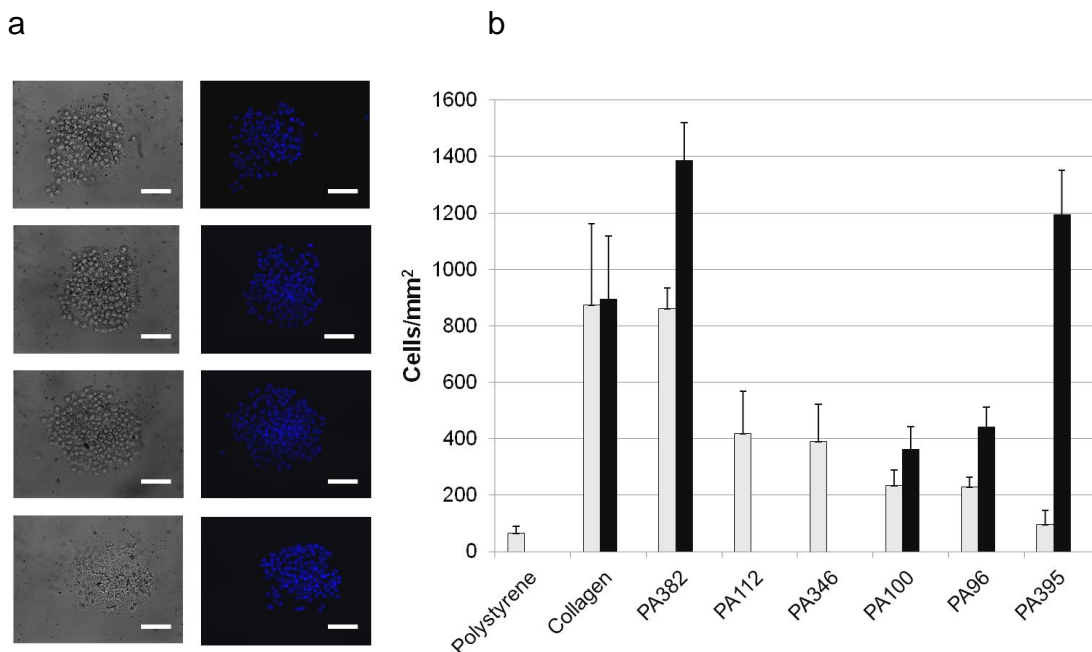 a
b
Cells/mm²
1600
1400
1200
1000
800
600
400
200
0
Polystyrene
Collagen
PA382
PA112
PA346
PA100
PA96
PA395